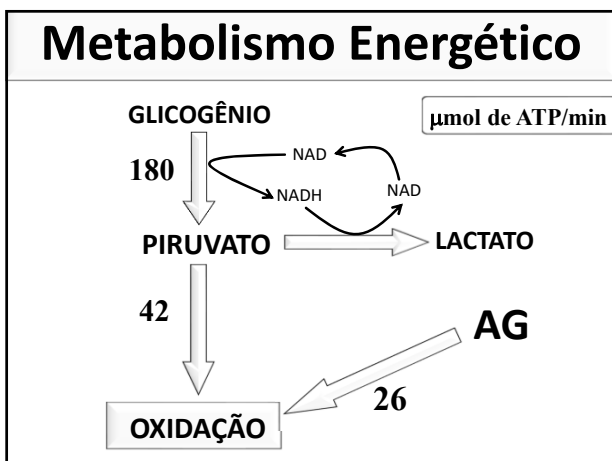 Metabolismo Energético
GLICOGÊNIO
μmol de ATP/min
180
NAD
NADH
NAD
PIRUVATO
LACTATO
42
AG
26
OXIDAÇÃO